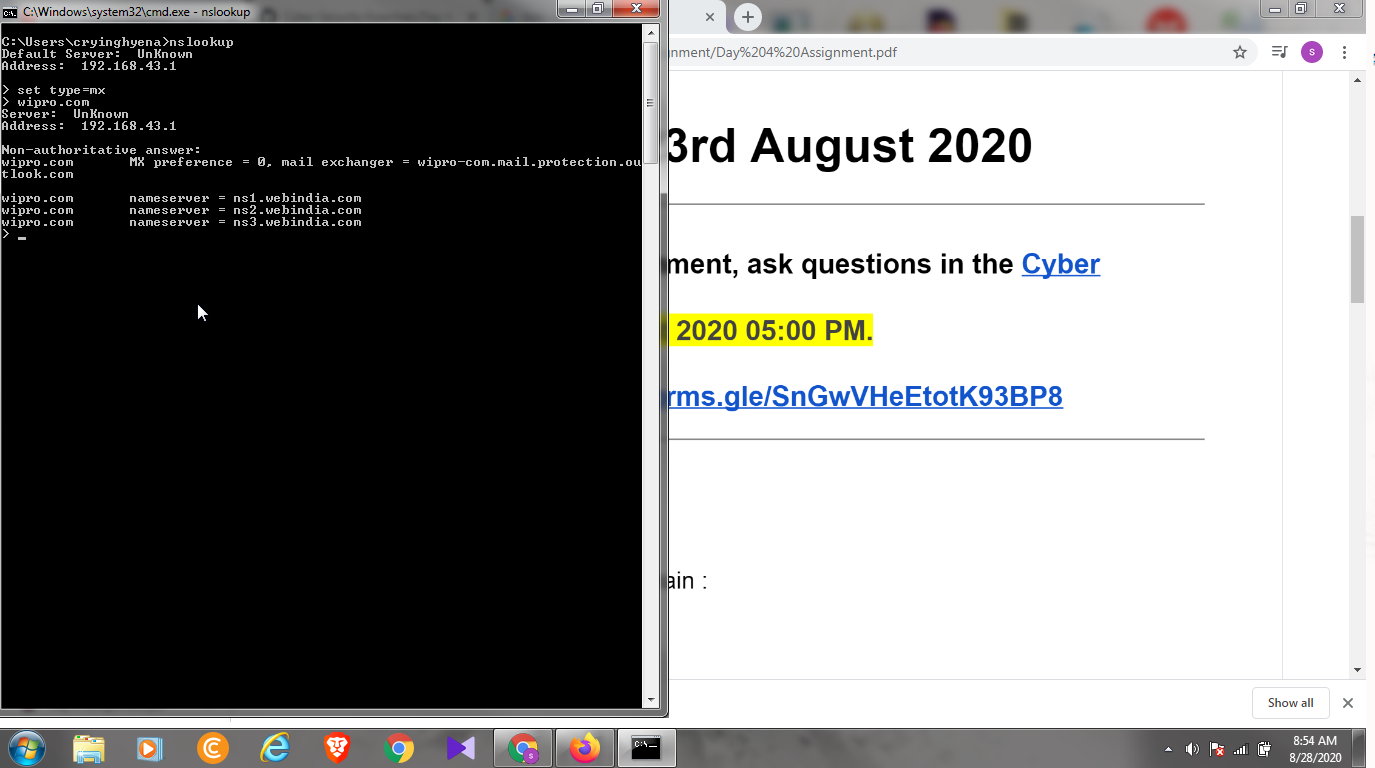 C:\Windows\system32\cmd.exe - nslookup
C:\Users\cryinghyena>nslookup
Default Server:  UnKnown
Address:  192.168.43.1
> set type=mx
> wipro.com
Server:  UnKnown
Address:  192.168.43.1
Non-authoritative answer:
wipro.com       MX preference = 0, mail exchanger = wipro-com.mail.protection.ou
tlook.com
wipro.com       nameserver = ns1.webindia.com
wipro.com       nameserver = ns2.webindia.com
wipro.com       nameserver = ns3.webindia.com
>
nment/Day%204%20Assignment.pdf
S
3rd August 2020
ment, ask questions in the Cyber
2020 05:00 PM.
rms.gle/SnGwVHeEtotK93BP8
ain :
Show all
8:54 AM
8/28/2020